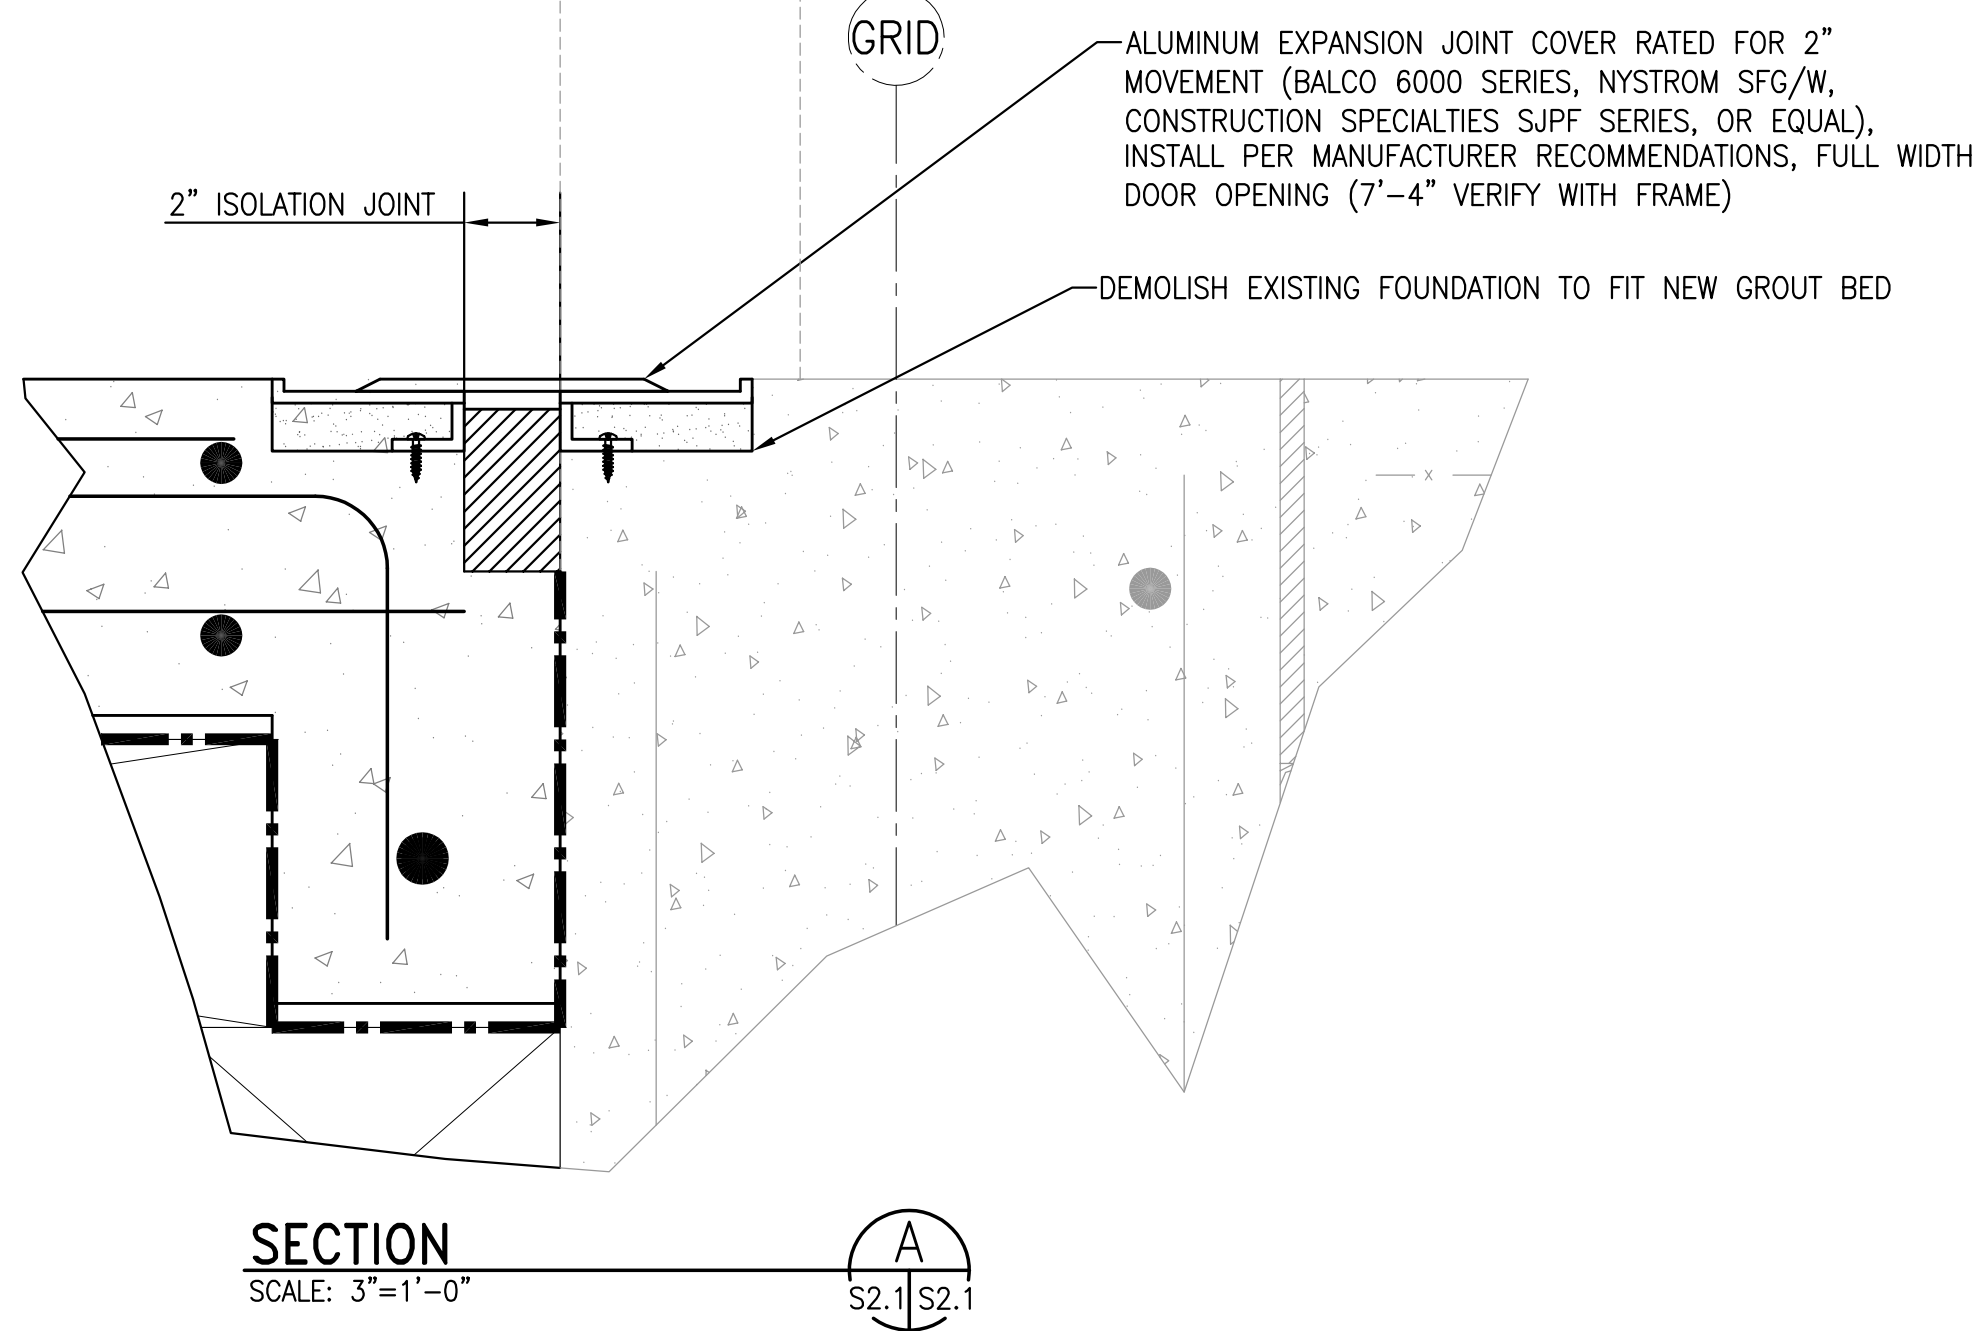 GRID
ALUMINUM EXPANSION JOINT COVER RATED FOR 2”
MOVEMENT (BALCO 6000 SERIES, NYSTROM SFG/W,
CONSTRUCTION SPECIALTIES SJPF SERIES, OR EQUAL),
INSTALL PER MANUFACTURER RECOMMENDATIONS, FULL WIDTH
DOOR OPENING (7’-4” VERIFY WITH FRAME)
2” ISOLATION JOINT
DEMOLISH EXISTING FOUNDATION TO FIT NEW GROUT BED
x
SECTION
SCALE: 3”=1’-0”
A
S2.1 S2.1